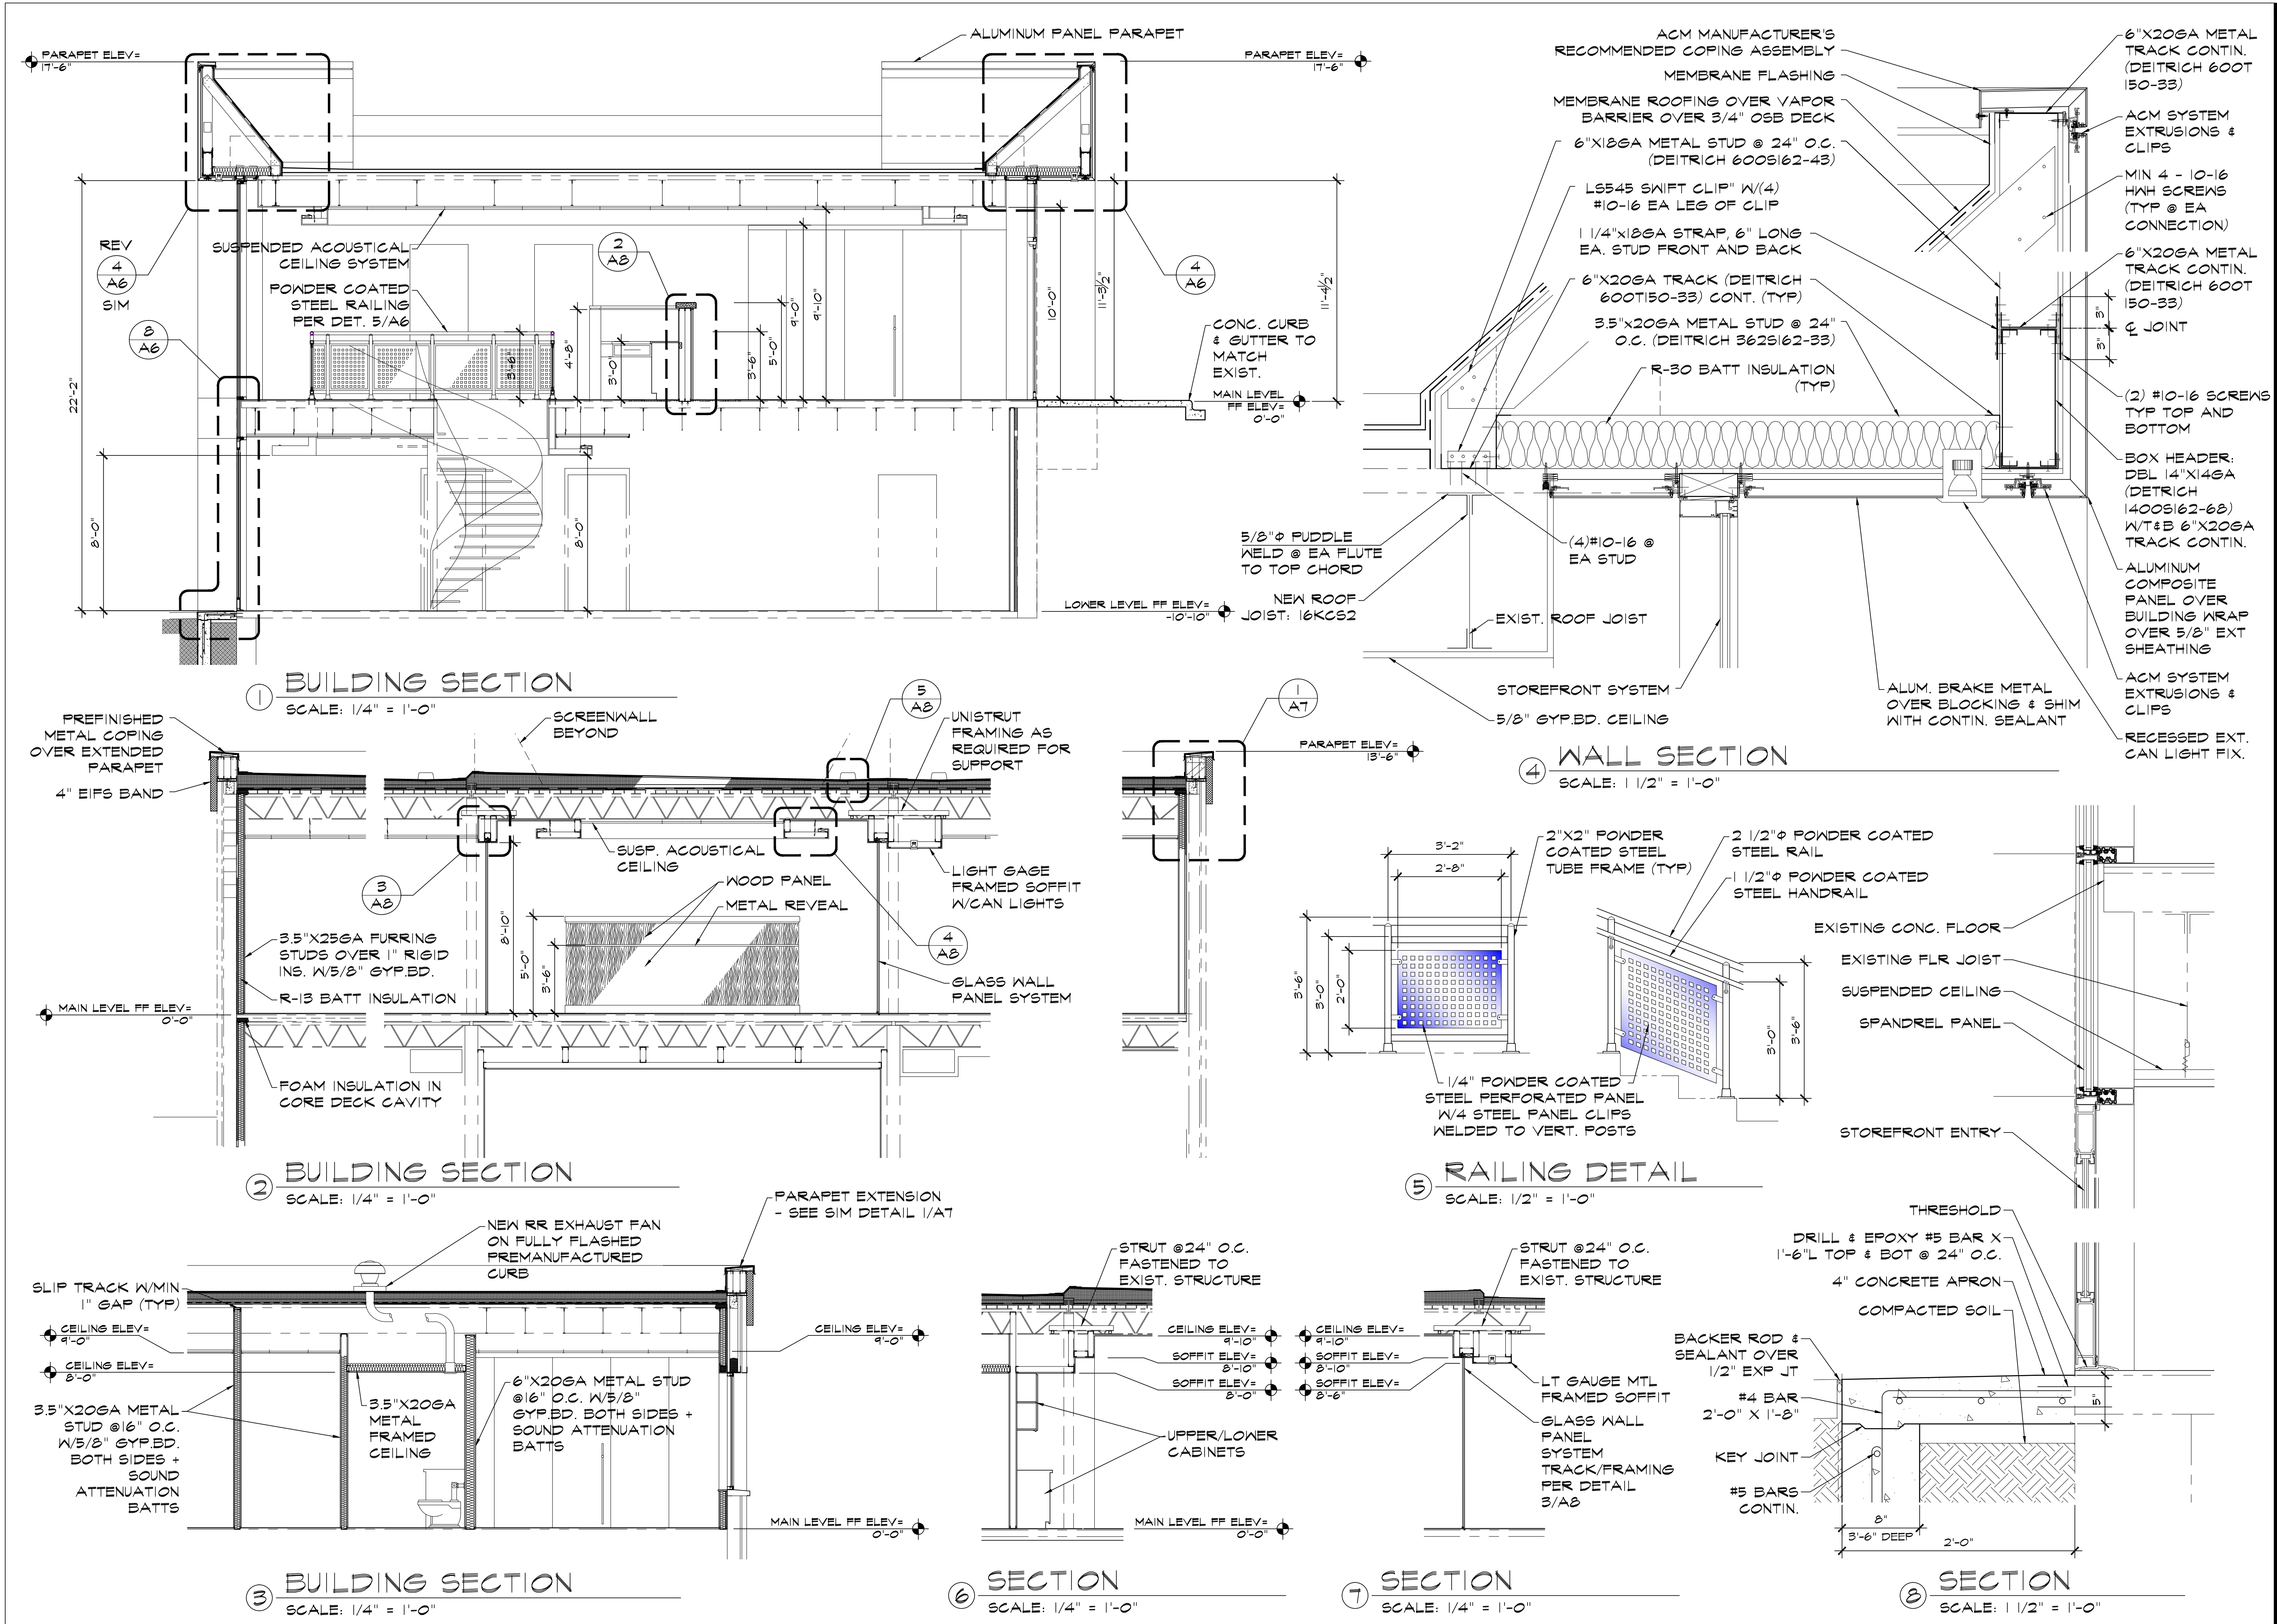 PARAPET ELEV=
17'-6"
ALUMINUM PANEL PARAPET
PARAPET ELEV=
17'-6"
REV
4
A6
SIM
8
A6
SUSPENDED ACOUSTICAL
CEILING SYSTEM
POWDER COATED
STEEL RAILING
PER DET. 5/A6
2
A8
4
A6
CONC. CURB
& GUTTER TO
MATCH
EXIST.
MAIN LEVEL
FF ELEV=
0'-0"
22'-2"
8'-0"
8'-0"
3'-6"
4'-8"
3'-0"
3'-6"
5'-0"
9'-0"
9'-10"
10'-0"
11'-3/2"
11'-4/2"
LOWER LEVEL FF ELEV=
-10'-10"
1
BUILDING SECTION
SCALE: 1/4" = 1'-0"
ACM MANUFACTURER'S
RECOMMENDED COPING ASSEMBLY
MEMBRANE FLASHING
MEMBRANE ROOFING OVER VAPOR
BARRIER OVER 3/4" OSB DECK
6"X18GA METAL STUD @ 24" O.C.
(DEITRICH 600S162-43)
LS545 SWIFT CLIP" W/(4)
#10-16 EA LEG OF CLIP
1 1/4"x18GA STRAP, 6" LONG
EA. STUD FRONT AND BACK
6"X20GA TRACK (DEITRICH
600T150-33) CONT. (TYP)
3.5"x20GA METAL STUD @ 24"
O.C. (DEITRICH 362S162-33)
R-30 BATT INSULATION
(TYP)
5/8"Φ PUDDLE
WELD @ EA FLUTE
TO TOP CHORD
NEW ROOF
JOIST: 16KCS2
(4)#10-16 @
EA STUD
EXIST. ROOF JOIST
STOREFRONT SYSTEM
5/8" GYP.BD. CEILING
ALUM. BRAKE METAL
OVER BLOCKING & SHIM
WITH CONTIN. SEALANT
6"X20GA METAL
TRACK CONTIN.
(DEITRICH 600T
150-33)
ACM SYSTEM
EXTRUSIONS &
CLIPS
MIN 4 - 10-16
HWH SCREWS
(TYP @ EA
CONNECTION)
6"X20GA METAL
TRACK CONTIN.
(DEITRICH 600T
150-33)
3"
℄ JOINT
3"
(2) #10-16 SCREWS
TYP TOP AND
BOTTOM
BOX HEADER:
DBL 14"X14GA
(DETRICH
1400S162-68)
W/T&B 6"X20GA
TRACK CONTIN.
ALUMINUM
COMPOSITE
PANEL OVER
BUILDING WRAP
OVER 5/8" EXT
SHEATHING
ACM SYSTEM
EXTRUSIONS &
CLIPS
RECESSED EXT.
CAN LIGHT FIX.
4
WALL SECTION
SCALE: 1 1/2" = 1'-0"
PREFINISHED
METAL COPING
OVER EXTENDED
PARAPET
4" EIFS BAND
SCREENWALL
BEYOND
5
A8
UNISTRUT
FRAMING AS
REQUIRED FOR
SUPPORT
1
A7
PARAPET ELEV=
13'-6"
3
A8
SUSP. ACOUSTICAL
CEILING
WOOD PANEL
METAL REVEAL
LIGHT GAGE
FRAMED SOFFIT
W/CAN LIGHTS
4
A8
GLASS WALL
PANEL SYSTEM
8'-10"
5'-0"
3'-6"
3.5"X25GA FURRING
STUDS OVER 1" RIGID
INS. W/5/8" GYP.BD.
R-13 BATT INSULATION
MAIN LEVEL FF ELEV=
0'-0"
FOAM INSULATION IN
CORE DECK CAVITY
2
BUILDING SECTION
SCALE: 1/4" = 1'-0"
3'-2"
2'-8"
3'-6"
3'-0"
2'-0"
2"X2" POWDER
COATED STEEL
TUBE FRAME (TYP)
2 1/2"Φ POWDER COATED
STEEL RAIL
1 1/2"Φ POWDER COATED
STEEL HANDRAIL
3'-0"
3'-6"
1/4" POWDER COATED
STEEL PERFORATED PANEL
W/4 STEEL PANEL CLIPS
WELDED TO VERT. POSTS
5
RAILING DETAIL
SCALE: 1/2" = 1'-0"
EXISTING CONC. FLOOR
EXISTING FLR JOIST
SUSPENDED CEILING
SPANDREL PANEL
STOREFRONT ENTRY
THRESHOLD
DRILL & EPOXY #5 BAR X
1'-6"L TOP & BOT @ 24" O.C.
4" CONCRETE APRON
COMPACTED SOIL
BACKER ROD &
SEALANT OVER
1/2" EXP JT
#4 BAR
2'-0" X 1'-8"
KEY JOINT
#5 BARS
CONTIN.
5"
8"
3'-6" DEEP
2'-0"
8
SECTION
SCALE: 1 1/2" = 1'-0"
PARAPET EXTENSION
- SEE SIM DETAIL 1/A7
NEW RR EXHAUST FAN
ON FULLY FLASHED
PREMANUFACTURED
CURB
SLIP TRACK W/MIN
1" GAP (TYP)
CEILING ELEV=
9'-0"
CEILING ELEV=
8'-0"
CEILING ELEV=
9'-0"
3.5"X20GA METAL
STUD @16" O.C.
W/5/8" GYP.BD.
BOTH SIDES +
SOUND
ATTENUATION
BATTS
3.5"X20GA
METAL
FRAMED
CEILING
6"X20GA METAL STUD
@16" O.C. W/5/8"
GYP.BD. BOTH SIDES +
SOUND ATTENUATION
BATTS
MAIN LEVEL FF ELEV=
0'-0"
3
BUILDING SECTION
SCALE: 1/4" = 1'-0"
STRUT @24" O.C.
FASTENED TO
EXIST. STRUCTURE
CEILING ELEV=
9'-10"
SOFFIT ELEV=
8'-10"
SOFFIT ELEV=
8'-0"
UPPER/LOWER
CABINETS
MAIN LEVEL FF ELEV=
0'-0"
6
SECTION
SCALE: 1/4" = 1'-0"
STRUT @24" O.C.
FASTENED TO
EXIST. STRUCTURE
CEILING ELEV=
9'-10"
SOFFIT ELEV=
8'-10"
SOFFIT ELEV=
8'-6"
LT GAUGE MTL
FRAMED SOFFIT
GLASS WALL
PANEL
SYSTEM
TRACK/FRAMING
PER DETAIL
3/A8
7
SECTION
SCALE: 1/4" = 1'-0"